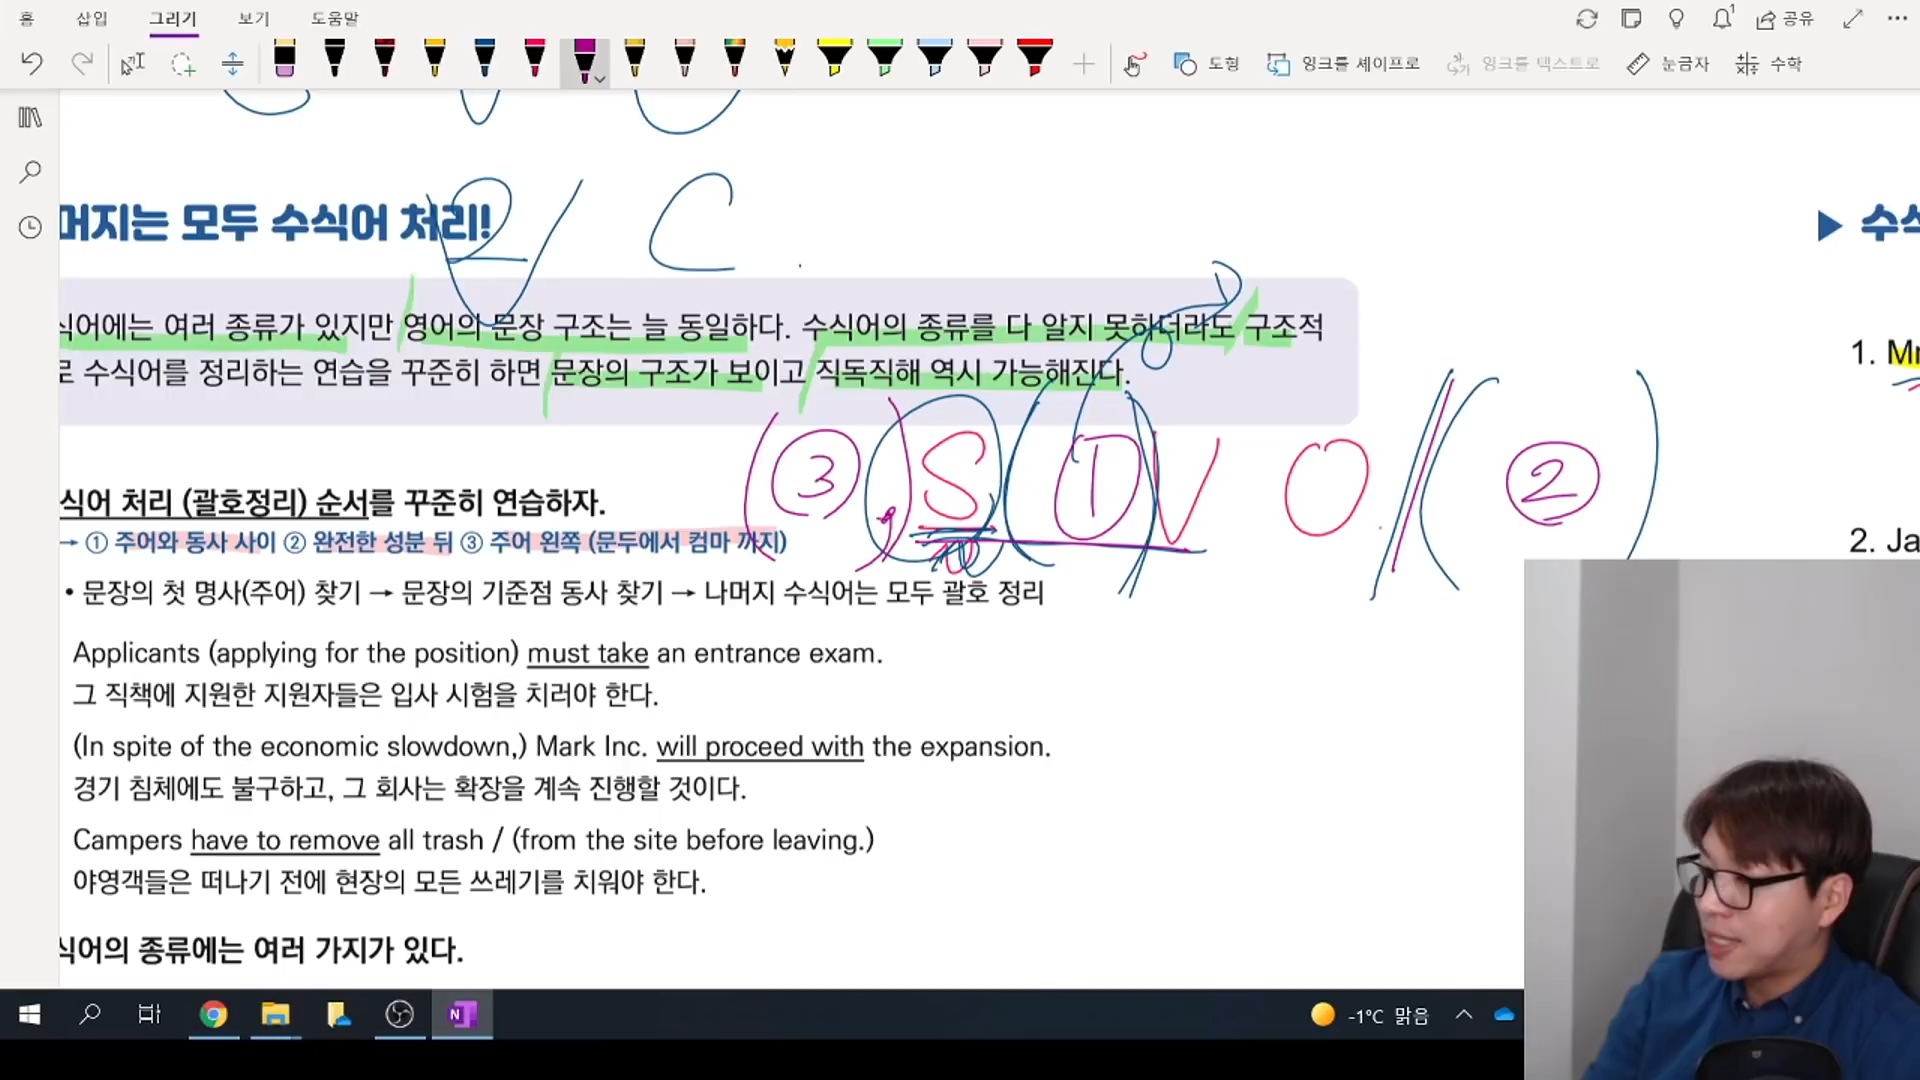 홈 삽입 그리기 보기 도움말 1 공유
도형 잉크를 셰이프로 잉크를 텍스트로 눈금자 수학
2/ C
머지는 모두 수식어 처리!
▶ 수식
식어에는 여러 종류가 있지만 영어의 문장 구조는 늘 동일하다. 수식어의 종류를 다 알지 못하더라도 구조적
로 수식어를 정리하는 연습을 꾸준히 하면 문장의 구조가 보이고 직독직해 역시 가능해진다.
1. Mr
(③), S (①) V O / (②)
식어 처리 (괄호정리) 순서를 꾸준히 연습하자.
→ ① 주어와 동사 사이 ② 완전한 성분 뒤 ③ 주어 왼쪽 (문두에서 컴마 까지)
2. Ja
• 문장의 첫 명사(주어) 찾기 → 문장의 기준점 동사 찾기 → 나머지 수식어는 모두 괄호 정리
Applicants (applying for the position) must take an entrance exam.
그 직책에 지원한 지원자들은 입사 시험을 치러야 한다.
(In spite of the economic slowdown,) Mark Inc. will proceed with the expansion.
경기 침체에도 불구하고, 그 회사는 확장을 계속 진행할 것이다.
Campers have to remove all trash / (from the site before leaving.)
야영객들은 떠나기 전에 현장의 모든 쓰레기를 치워야 한다.
식어의 종류에는 여러 가지가 있다.
N -1°C 맑음